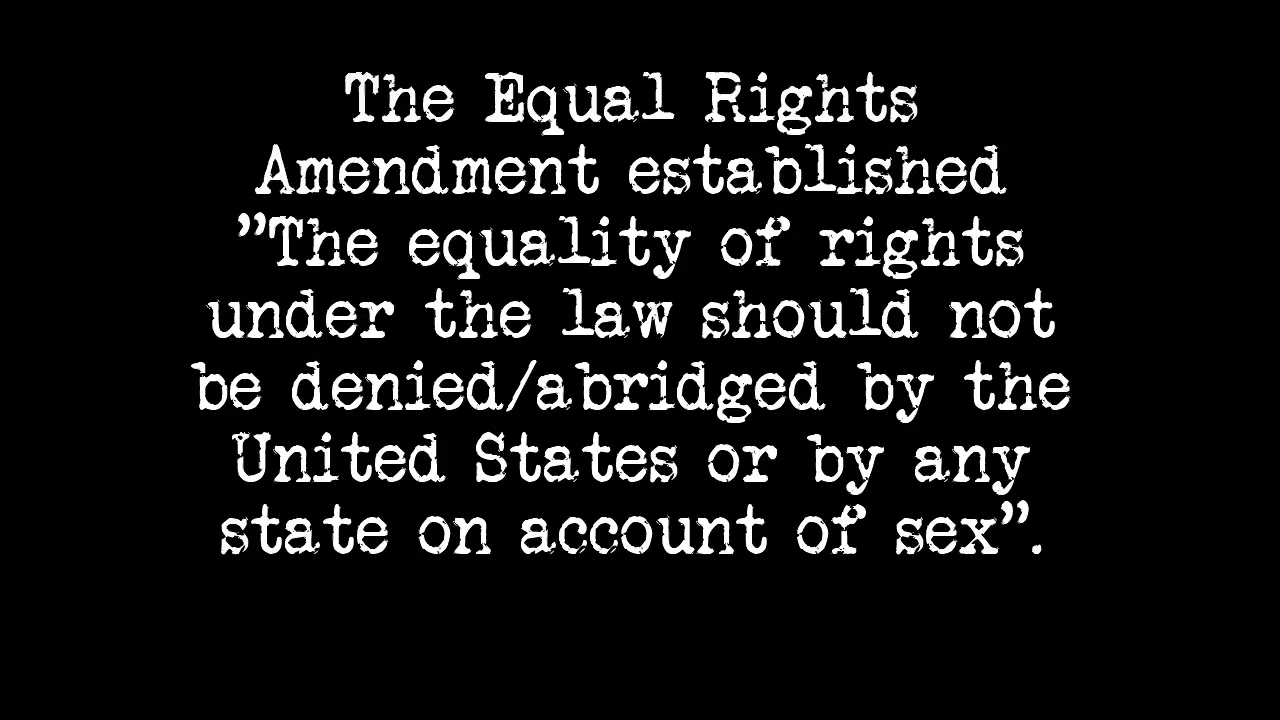 The Equal Rights
Amendment established
”The equality of rights
under the law should not
be denied/abridged by the
United States or by any
state on account of sex”.